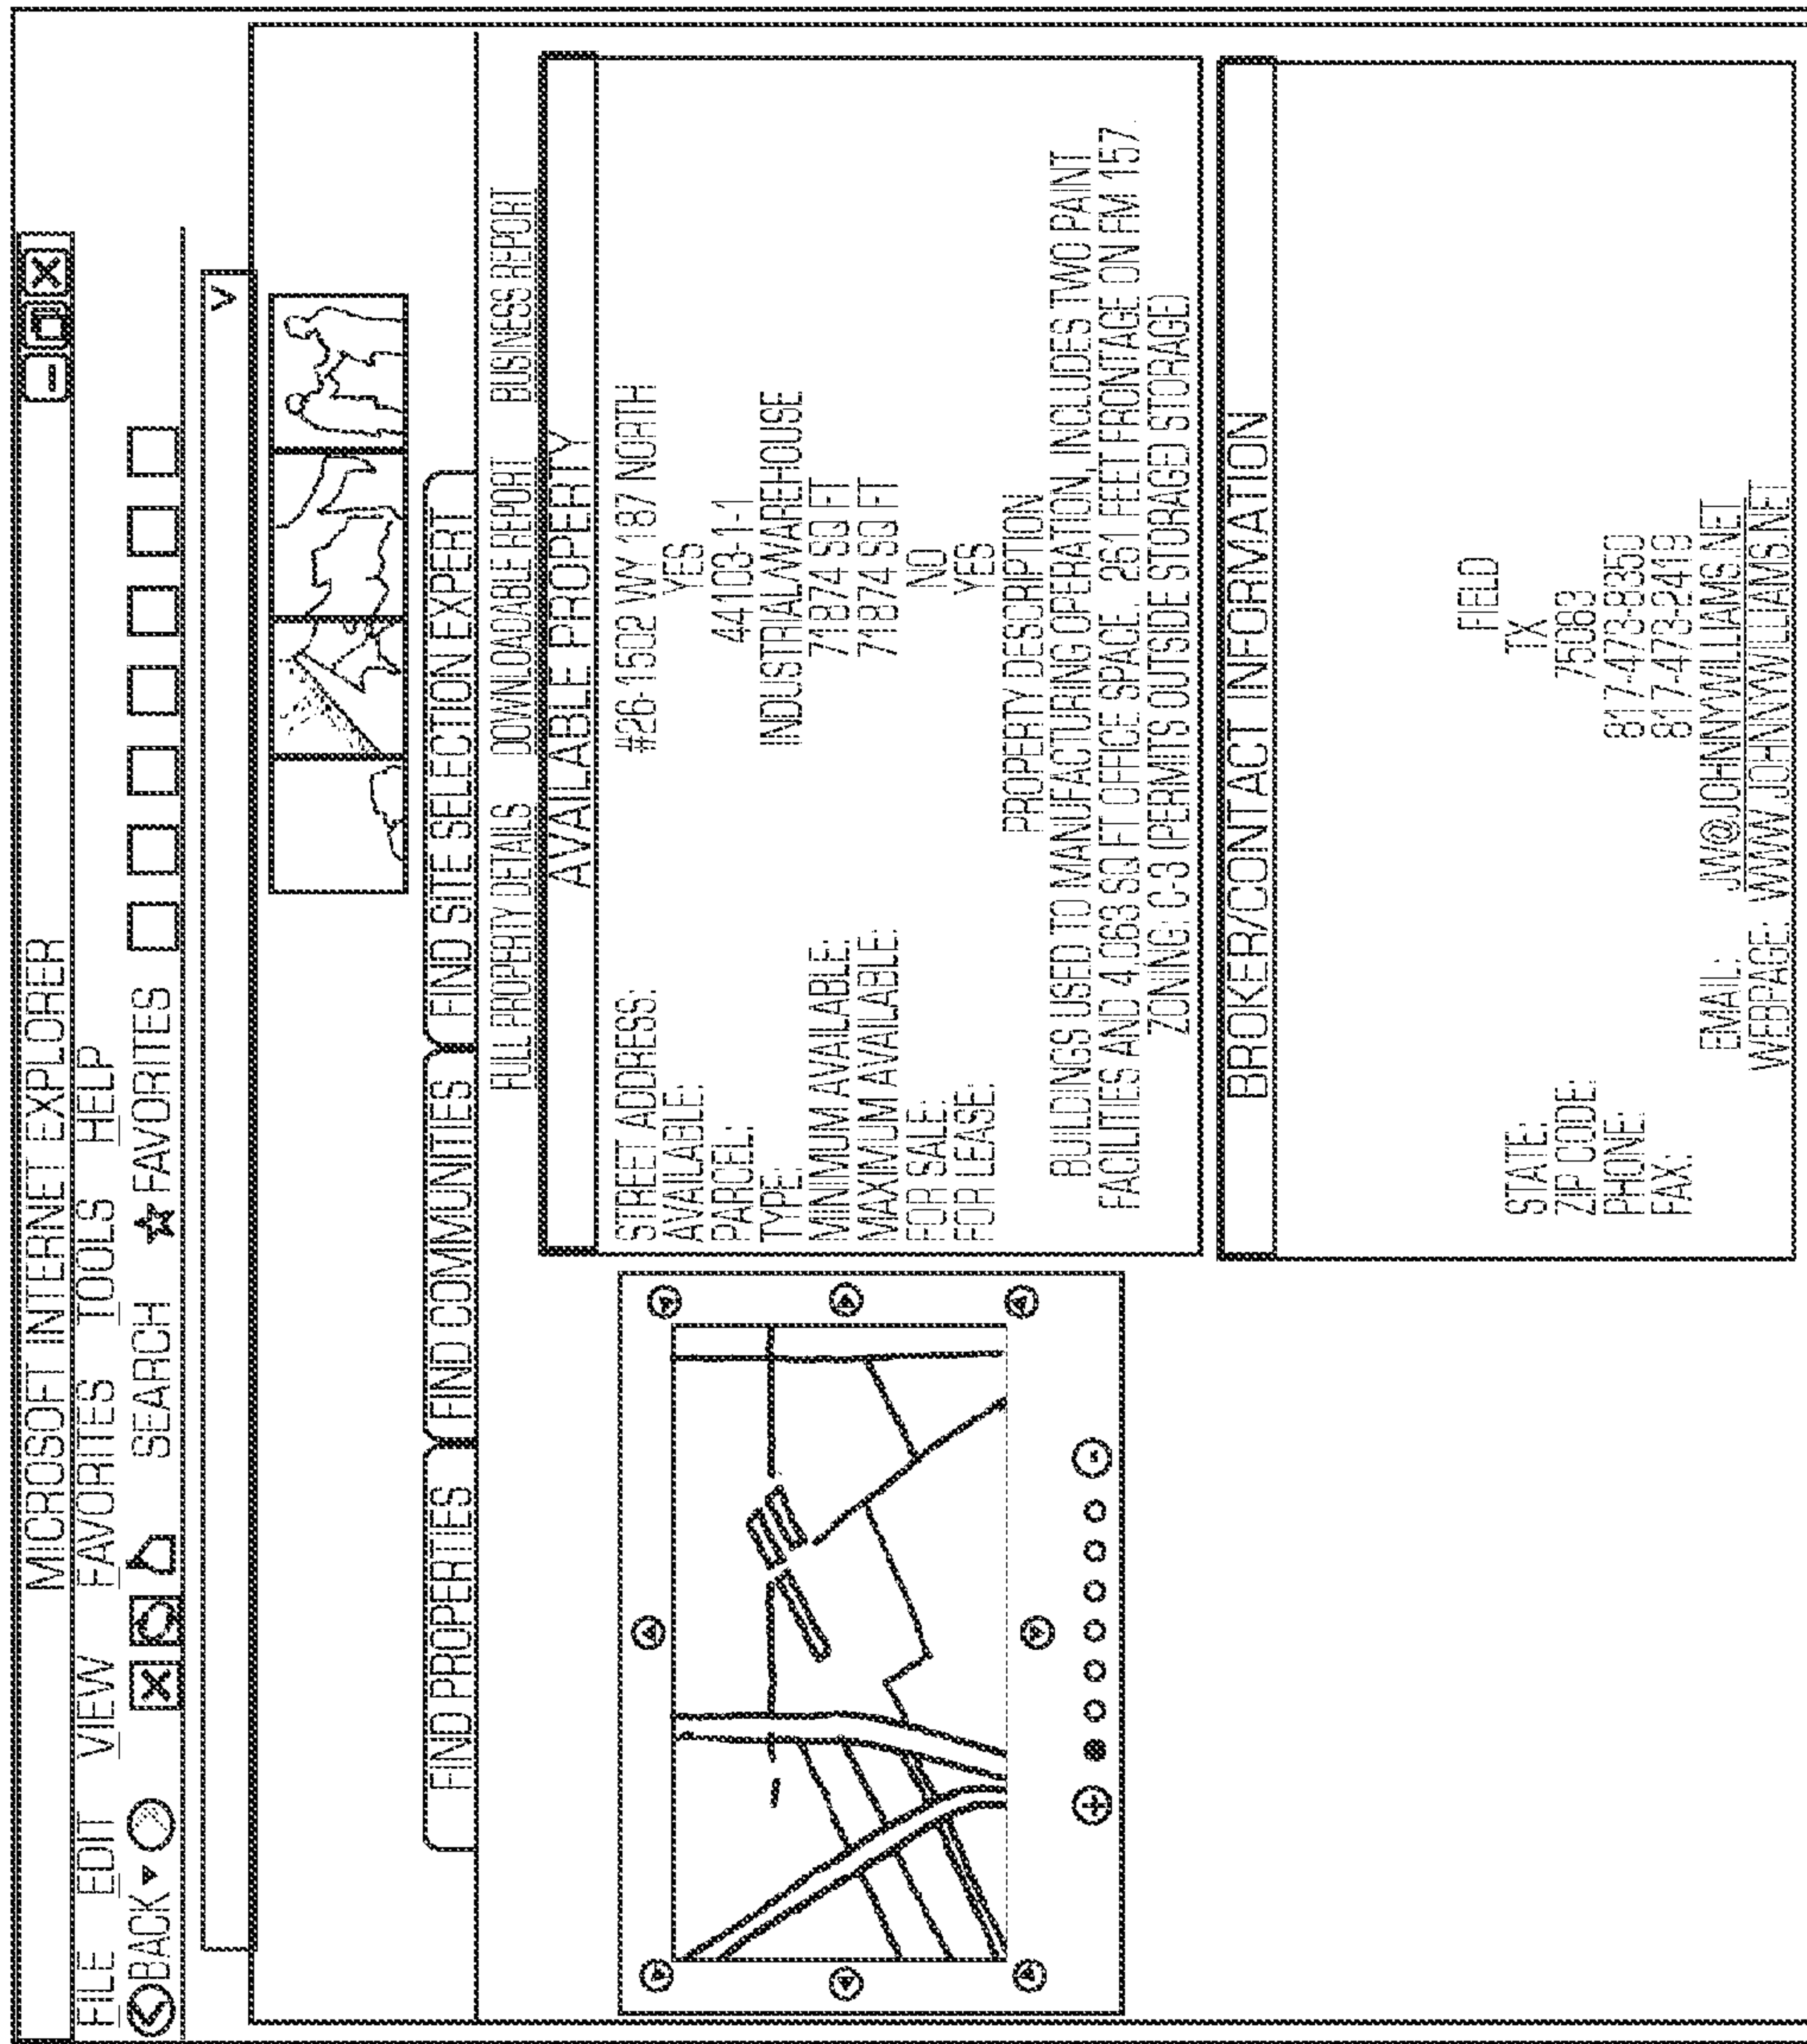 MICROSOFT INTERNET EXPLORER
FILE EDIT VIEW FAVORITES TOOLS HELP
BACK SEARCH FAVORITES
FIND PROPERTIES FIND COMMUNITIES FIND SITE SELECTION EXPERT
FULL PROPERTY DETAILS DOWNLOADABLE REPORT BUSINESS REPORT
AVAILABLE PROPERTY
STREET ADDRESS: #26-1502 WY 187 NORTH
AVAILABLE: YES
PARCEL: 44103-1-1
TYPE: INDUSTRIAL,WAREHOUSE
MINIMUM AVAILABLE: 71874 SQ FT
MAXIMUM AVAILABLE: 71874 SQ FT
FOR SALE: NO
FOR LEASE: YES
PROPERTY DESCRIPTION
BUILDINGS USED TO MANUFACTURING OPERATION, INCLUDES TWO PAINT
FACILITIES AND 4,063 SQ FT OFFICE SPACE. 261 FEET FRONTAGE ON RM 157.
ZONING: C-3 (PERMITS OUTSIDE STORAGED STORAGE)
BROKER/CONTACT INFORMATION
FIELD
STATE: TX
ZIP CODE: 75083
PHONE: 817-473-8350
FAX: 817-473-2419
EMAIL: JW@JOHNNYWILLIAMS.NET
WEBPAGE: WWW.JOHNNYWILLIAMS.NET